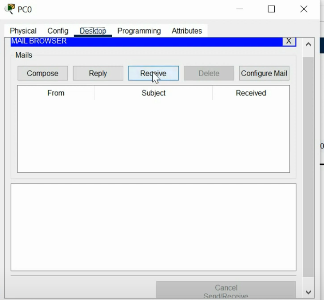 PC0
Physical Config Desktop Programming Attributes
MAIL BROWSER X
Mails
Compose Reply Receive Delete Configure Mail
From Subject Received
Cancel
Send/Receive